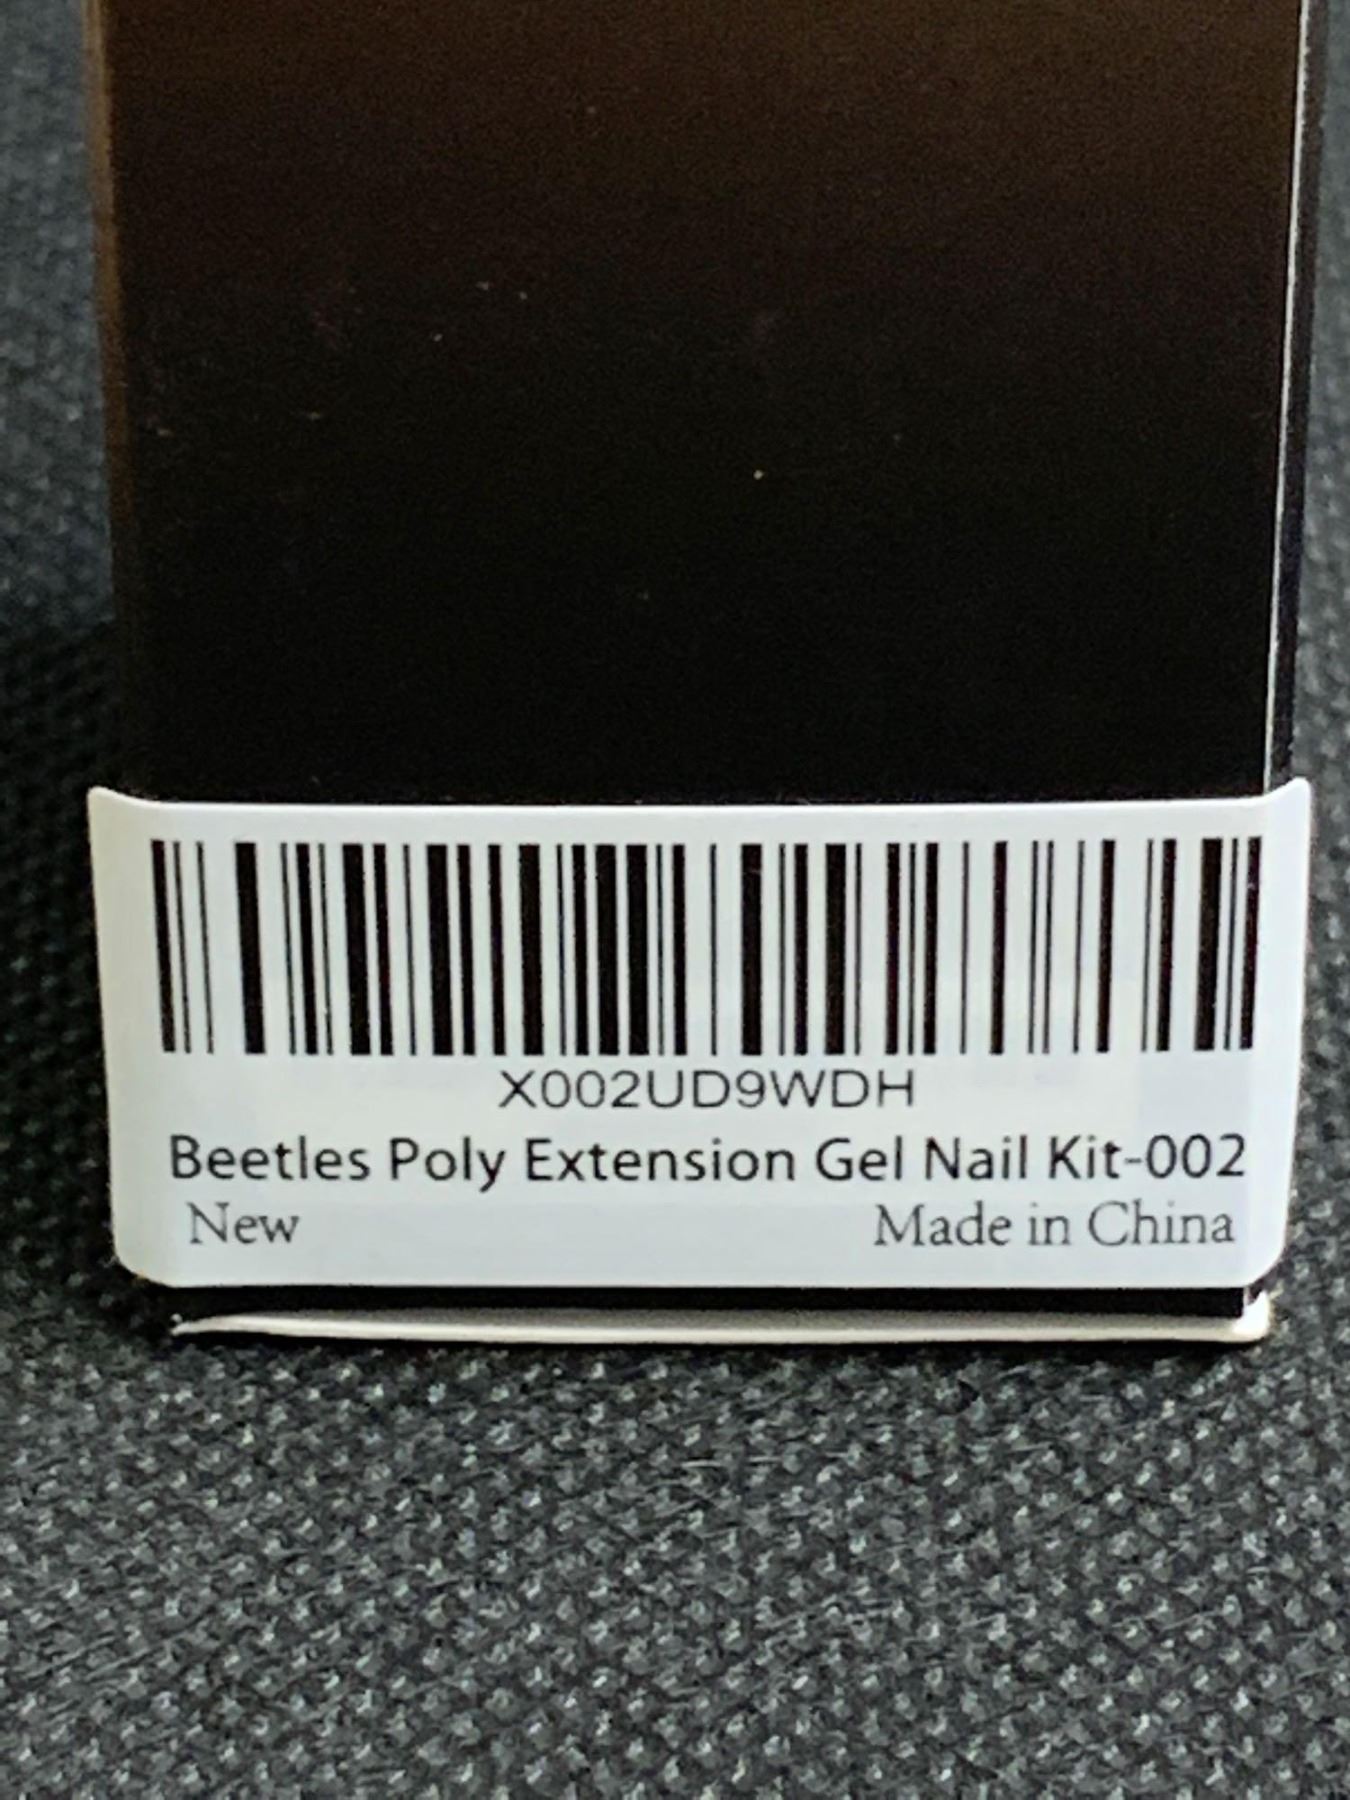 X002UD9WDH
Beetles Poly Extension Gel Nail Kit-002
New Made in China